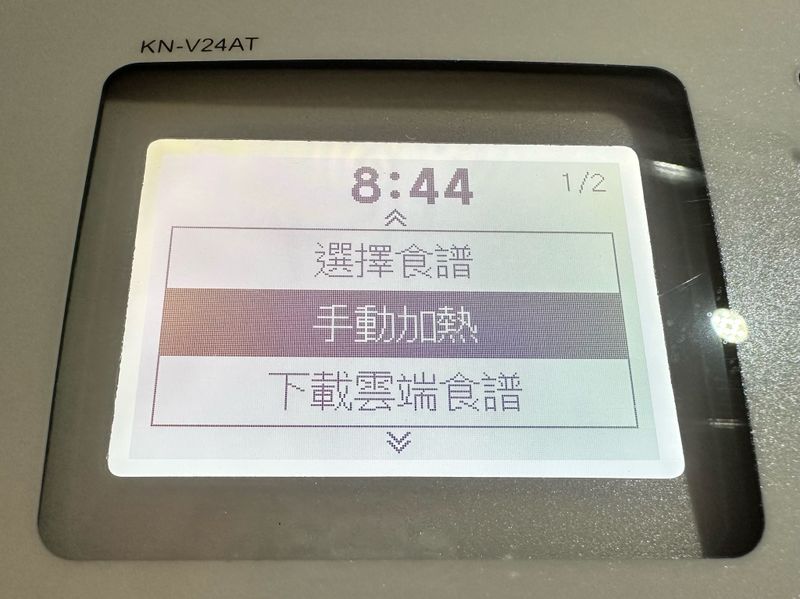 KN-V24AT
8:44 1/2
選擇食譜
手動加熱
下載雲端食譜